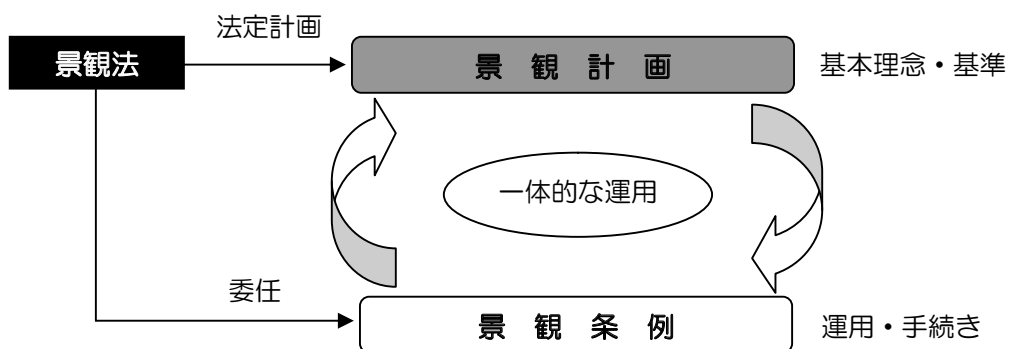 法定計画
景観法
景観計画
基本理念・基準
一体的な運用
委任
景観条例
運用・手続き